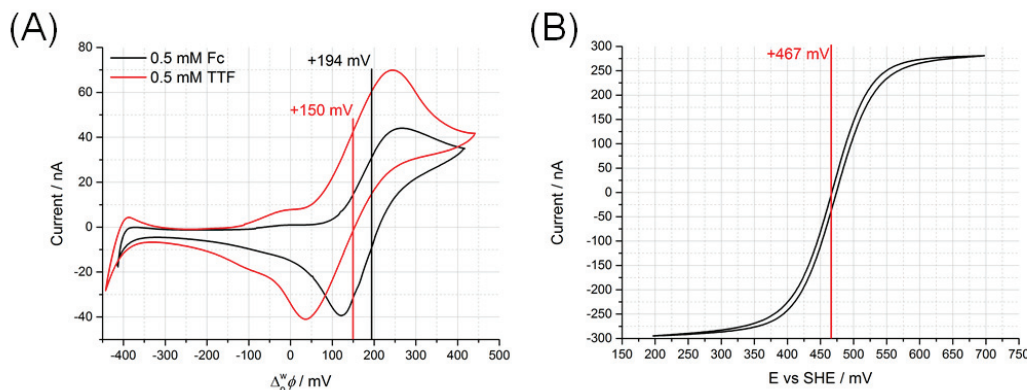 (A)
0.5 mM Fc
0.5 mM TTF
+194 mV
+150 mV
80
60
40
20
0
-20
-40
Current / nA
-400 -300 -200 -100 0 100 200 300 400 500
Δᵂₒϕ / mV
(B)
+467 mV
300
250
200
150
100
50
0
-50
-100
-150
-200
-250
-300
Current / nA
150 200 250 300 350 400 450 500 550 600 650 700 750
E vs SHE / mV